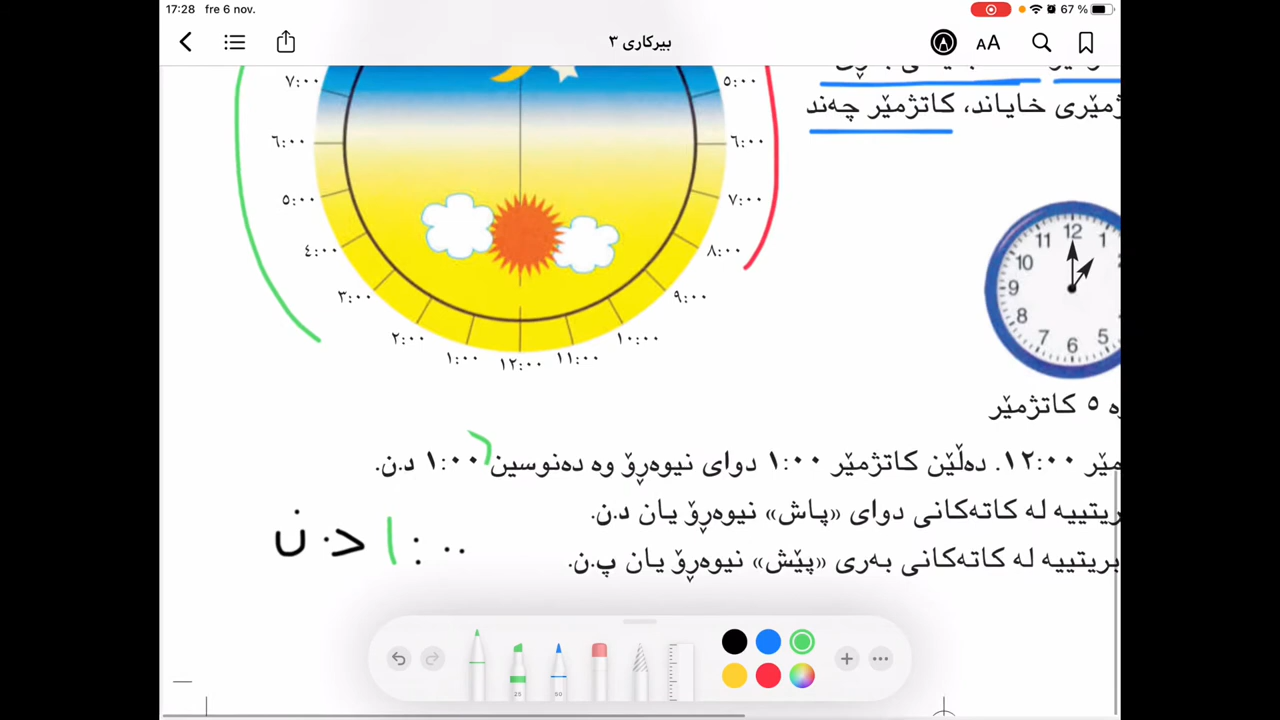 17:28 fre 6 nov. 67 %
بیرکاری ٣ AA
٧:٠٠ ٥:٠٠
ژمێری خایاند، کاتژمێر چەند
٦:٠٠ ٦:٠٠
٥:٠٠ ٧:٠٠
٤:٠٠ ٨:٠٠
٣:٠٠ ٩:٠٠
٢:٠٠ ١٠:٠٠
١:٠٠ ١٢:٠٠ ١١:٠٠
12 11 1 10 9 8 7 6 5
ە ٥ کاتژمێر
مێر ١٢:٠٠. دەڵێن کاتژمێر ١:٠٠ دوای نیوەڕۆ وە دەنوسین ١:٠٠ د.ن.
ریتییە لە کاتەکانی دوای «پاش» نیوەڕۆ یان د.ن.
بریتییە لە کاتەکانی بەری «پێش» نیوەڕۆ یان پ.ن.
١:٠٠ د.ن
25 50